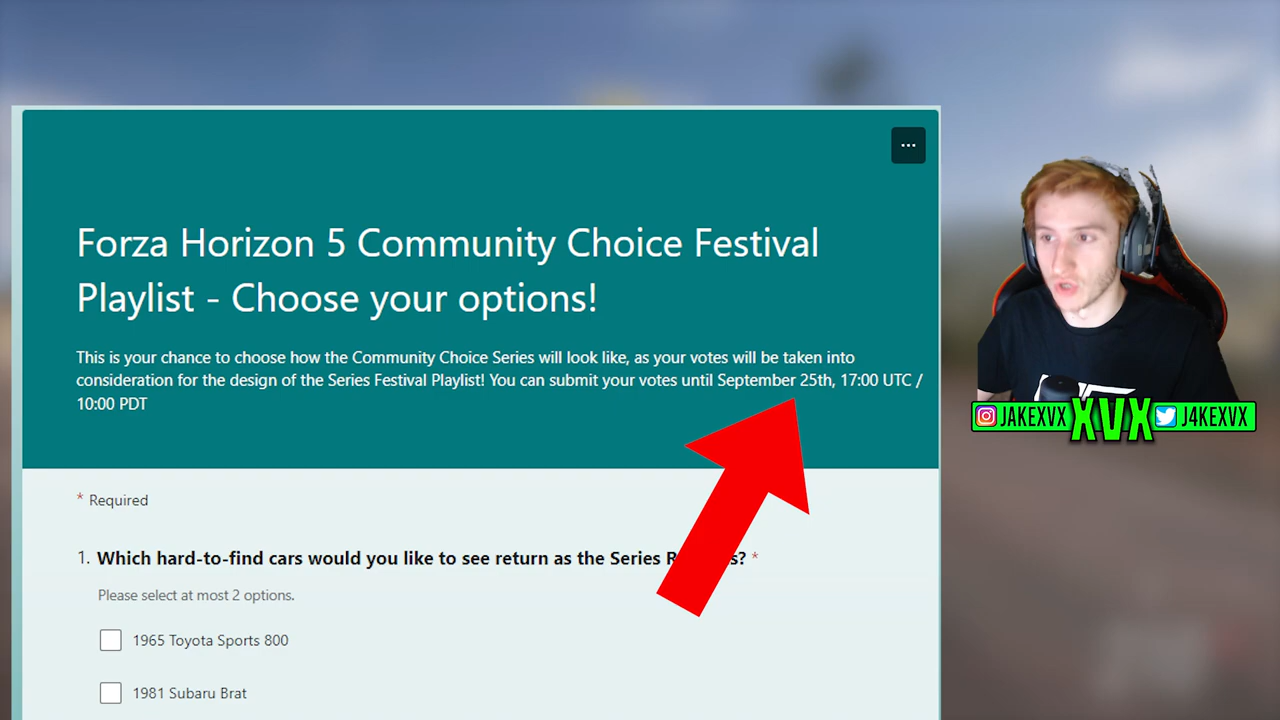 Forza Horizon 5 Community Choice Festival
Playlist - Choose your options!
This is your chance to choose how the Community Choice Series will look like, as your votes will be taken into
consideration for the design of the Series Festival Playlist! You can submit your votes until September 25th, 17:00 UTC /
10:00 PDT
* Required
1. Which hard-to-find cars would you like to see return as the Series ? *
Please select at most 2 options.
1965 Toyota Sports 800
1981 Subaru Brat
JAKEXVX XVX J4KEXVX